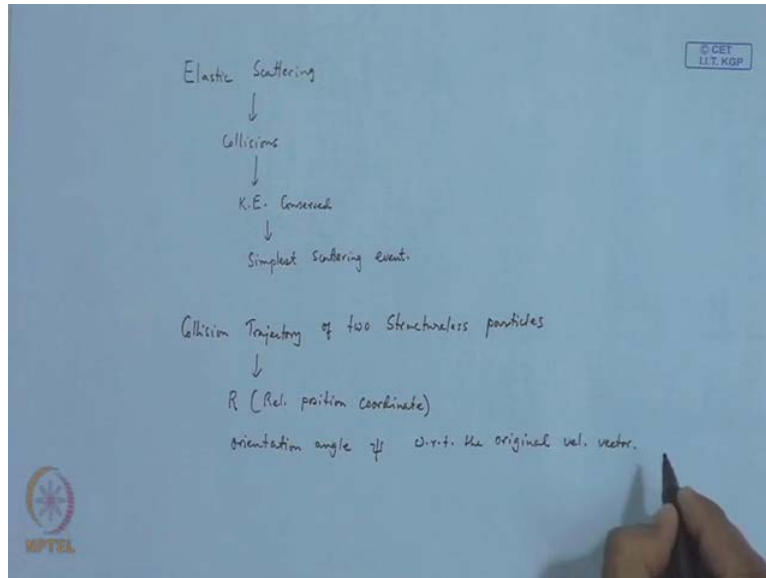 © CET
I.I.T. KGP
Elastic Scattering
Collisions
K.E. Conserved
Simplest Scattering event.
Collision Trajectory of two Structureless particles
R (Rel. position coordinate)
orientation angle ψ w.r.t. the original vel. vector.
NPTEL